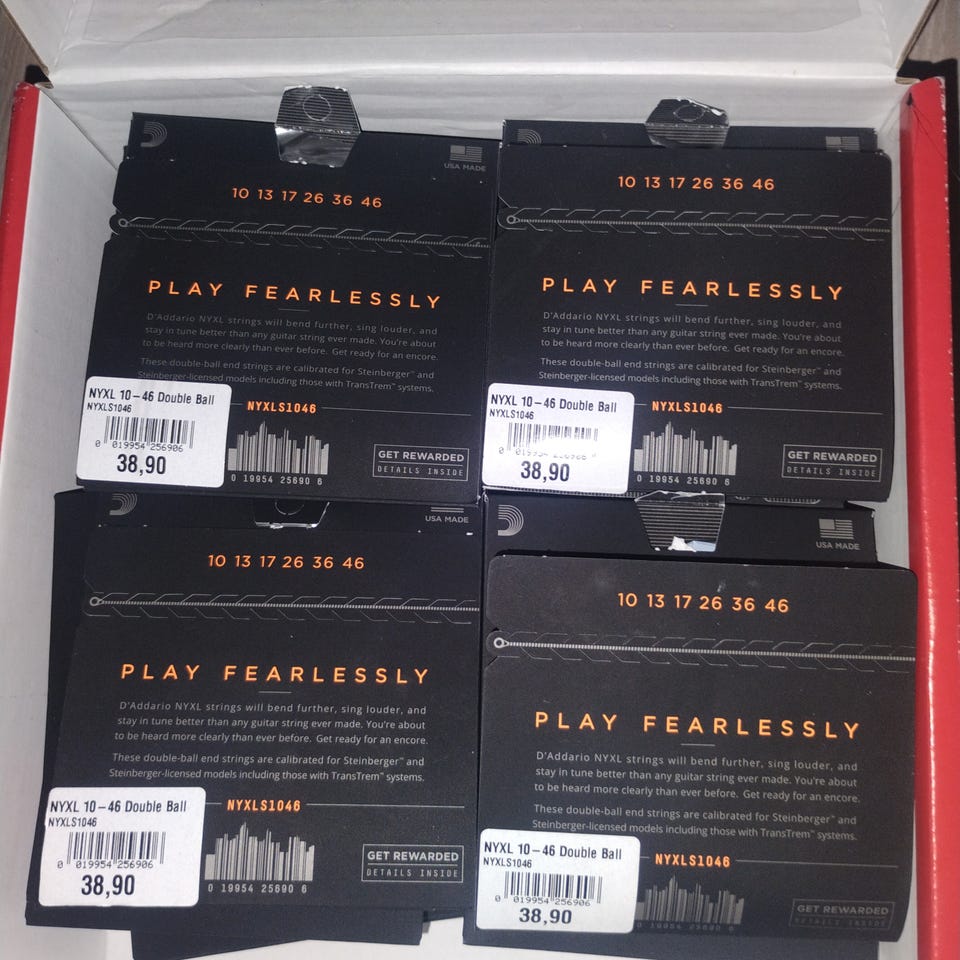 USA MADE
10 13 17 26 36 46
PLAY FEARLESSLY
D'Addario NYXL strings will bend further, sing louder, and
stay in tune better than any guitar string ever made. You're about
to be heard more clearly than ever before. Get ready for an encore.
These double-ball end strings are calibrated for Steinberger™ and
Steinberger-licensed models including those with TransTrem™ systems.
NYXLS1046
NYXL 10-46 Double Ball
NYXLS1046
0 019954 256906
38,90
0 19954 25690 6
GET REWARDED
DETAILS INSIDE
10 13 17 26 36 46
PLAY FEARLESSLY
D'Addario NYXL strings will bend further, sing louder, and
stay in tune better than any guitar string ever made. You're about
to be heard more clearly than ever before. Get ready for an encore.
These double-ball end strings are calibrated for Steinberger™ and
Steinberger-licensed models including those with TransTrem™ systems.
NYXLS1046
NYXL 10-46 Double Ball
NYXLS1046
0 019954 256906
38,90
0 19954 25690 6
GET REWARDED
DETAILS INSIDE
USA MADE
10 13 17 26 36 46
PLAY FEARLESSLY
D'Addario NYXL strings will bend further, sing louder, and
stay in tune better than any guitar string ever made. You're about
to be heard more clearly than ever before. Get ready for an encore.
These double-ball end strings are calibrated for Steinberger™ and
Steinberger-licensed models including those with TransTrem™ systems.
NYXLS1046
NYXL 10-46 Double Ball
NYXLS1046
0 019954 256906
38,90
0 19954 25690 6
GET REWARDED
DETAILS INSIDE
USA MADE
10 13 17 26 36 46
PLAY FEARLESSLY
D'Addario NYXL strings will bend further, sing louder, and
stay in tune better than any guitar string ever made. You're about
to be heard more clearly than ever before. Get ready for an encore.
These double-ball end strings are calibrated for Steinberger™ and
Steinberger-licensed models including those with TransTrem™ systems.
NYXLS1046
NYXL 10-46 Double Ball
NYXLS1046
0 019954 256906
38,90
0 19954 25690 6
GET REWARDED
DETAILS INSIDE